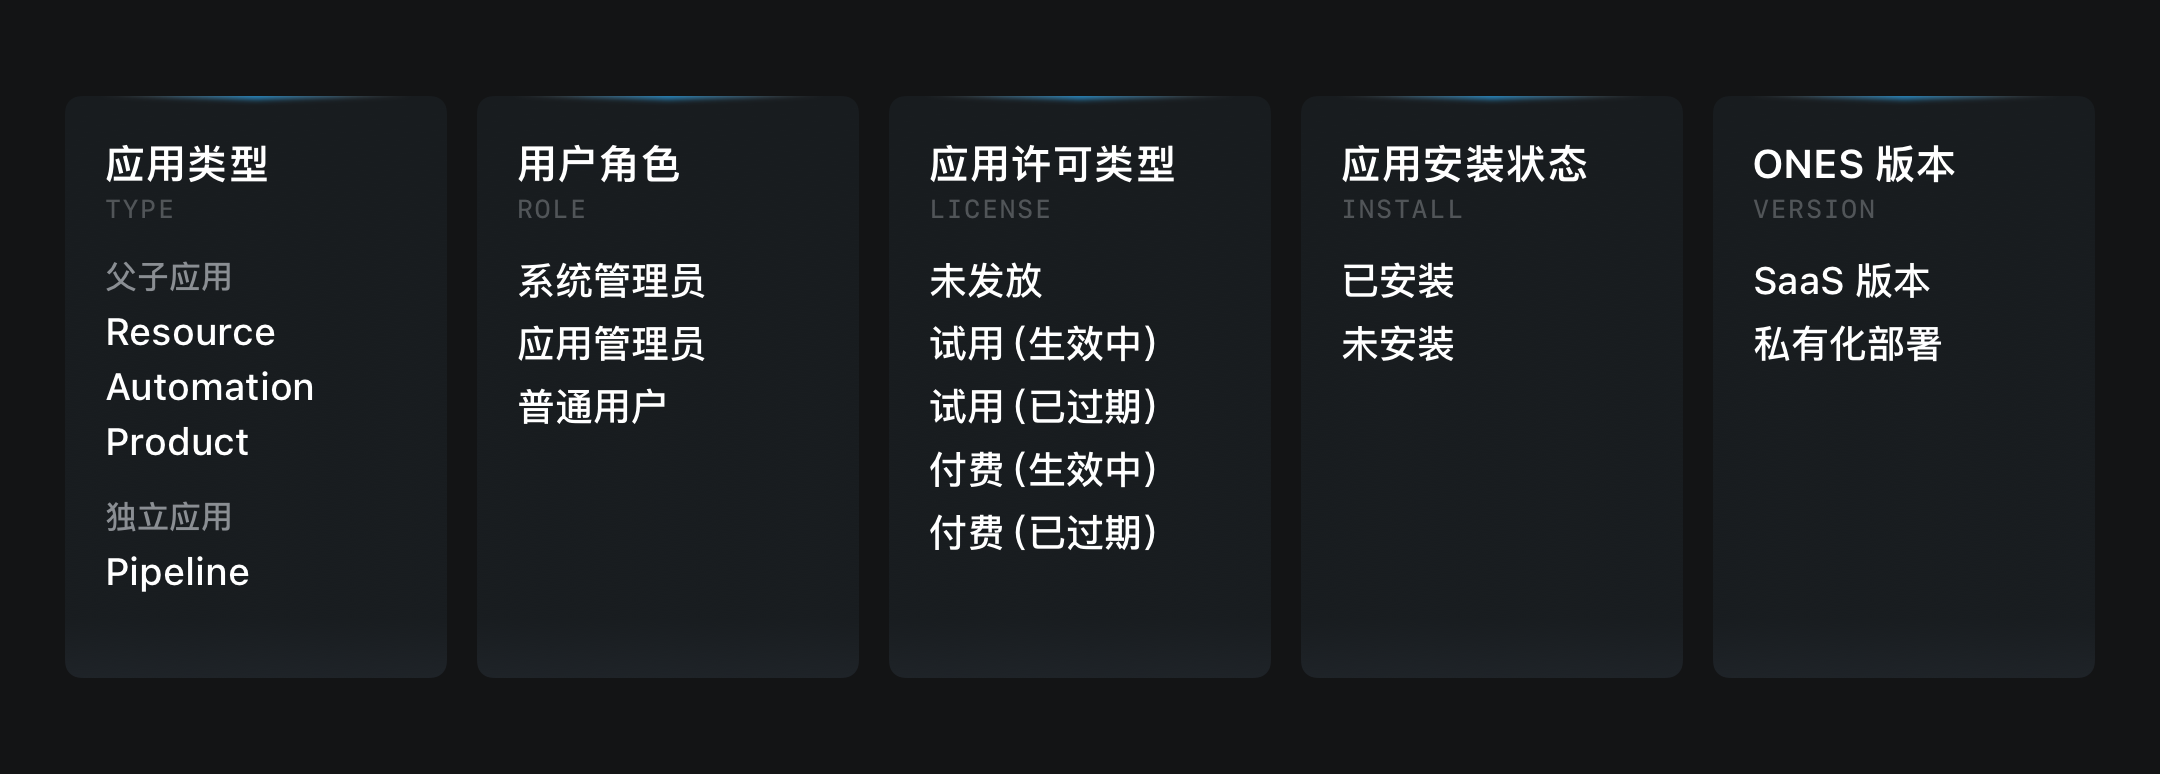 应用类型
TYPE
父子应用
Resource
Automation
Product
独立应用
Pipeline
用户角色
ROLE
系统管理员
应用管理员
普通用户
应用许可类型
LICENSE
未发放
试用 (生效中)
试用 (已过期)
付费 (生效中)
付费 (已过期)
应用安装状态
INSTALL
已安装
未安装
ONES 版本
VERSION
SaaS 版本
私有化部署